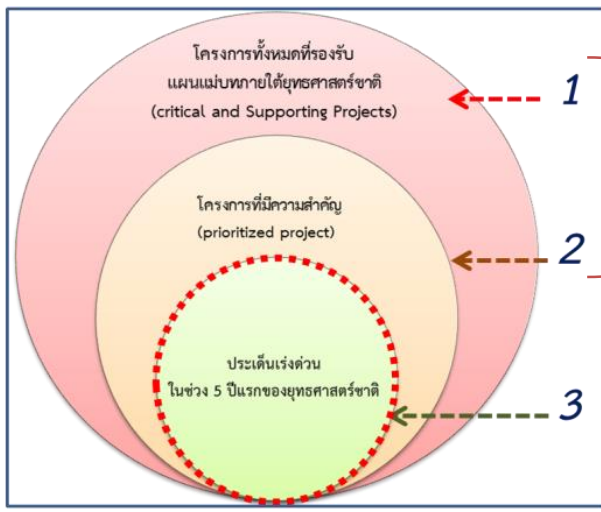 โครงการทั้งหมดที่รองรับ
แผนแม่บทภายใต้ยุทธศาสตร์ชาติ
(critical and Supporting Projects)
1
โครงการที่มีความสำคัญ
(prioritized project)
2
ประเด็นเร่งด่วน
ในช่วง 5 ปีแรกของยุทธศาสตร์ชาติ
3